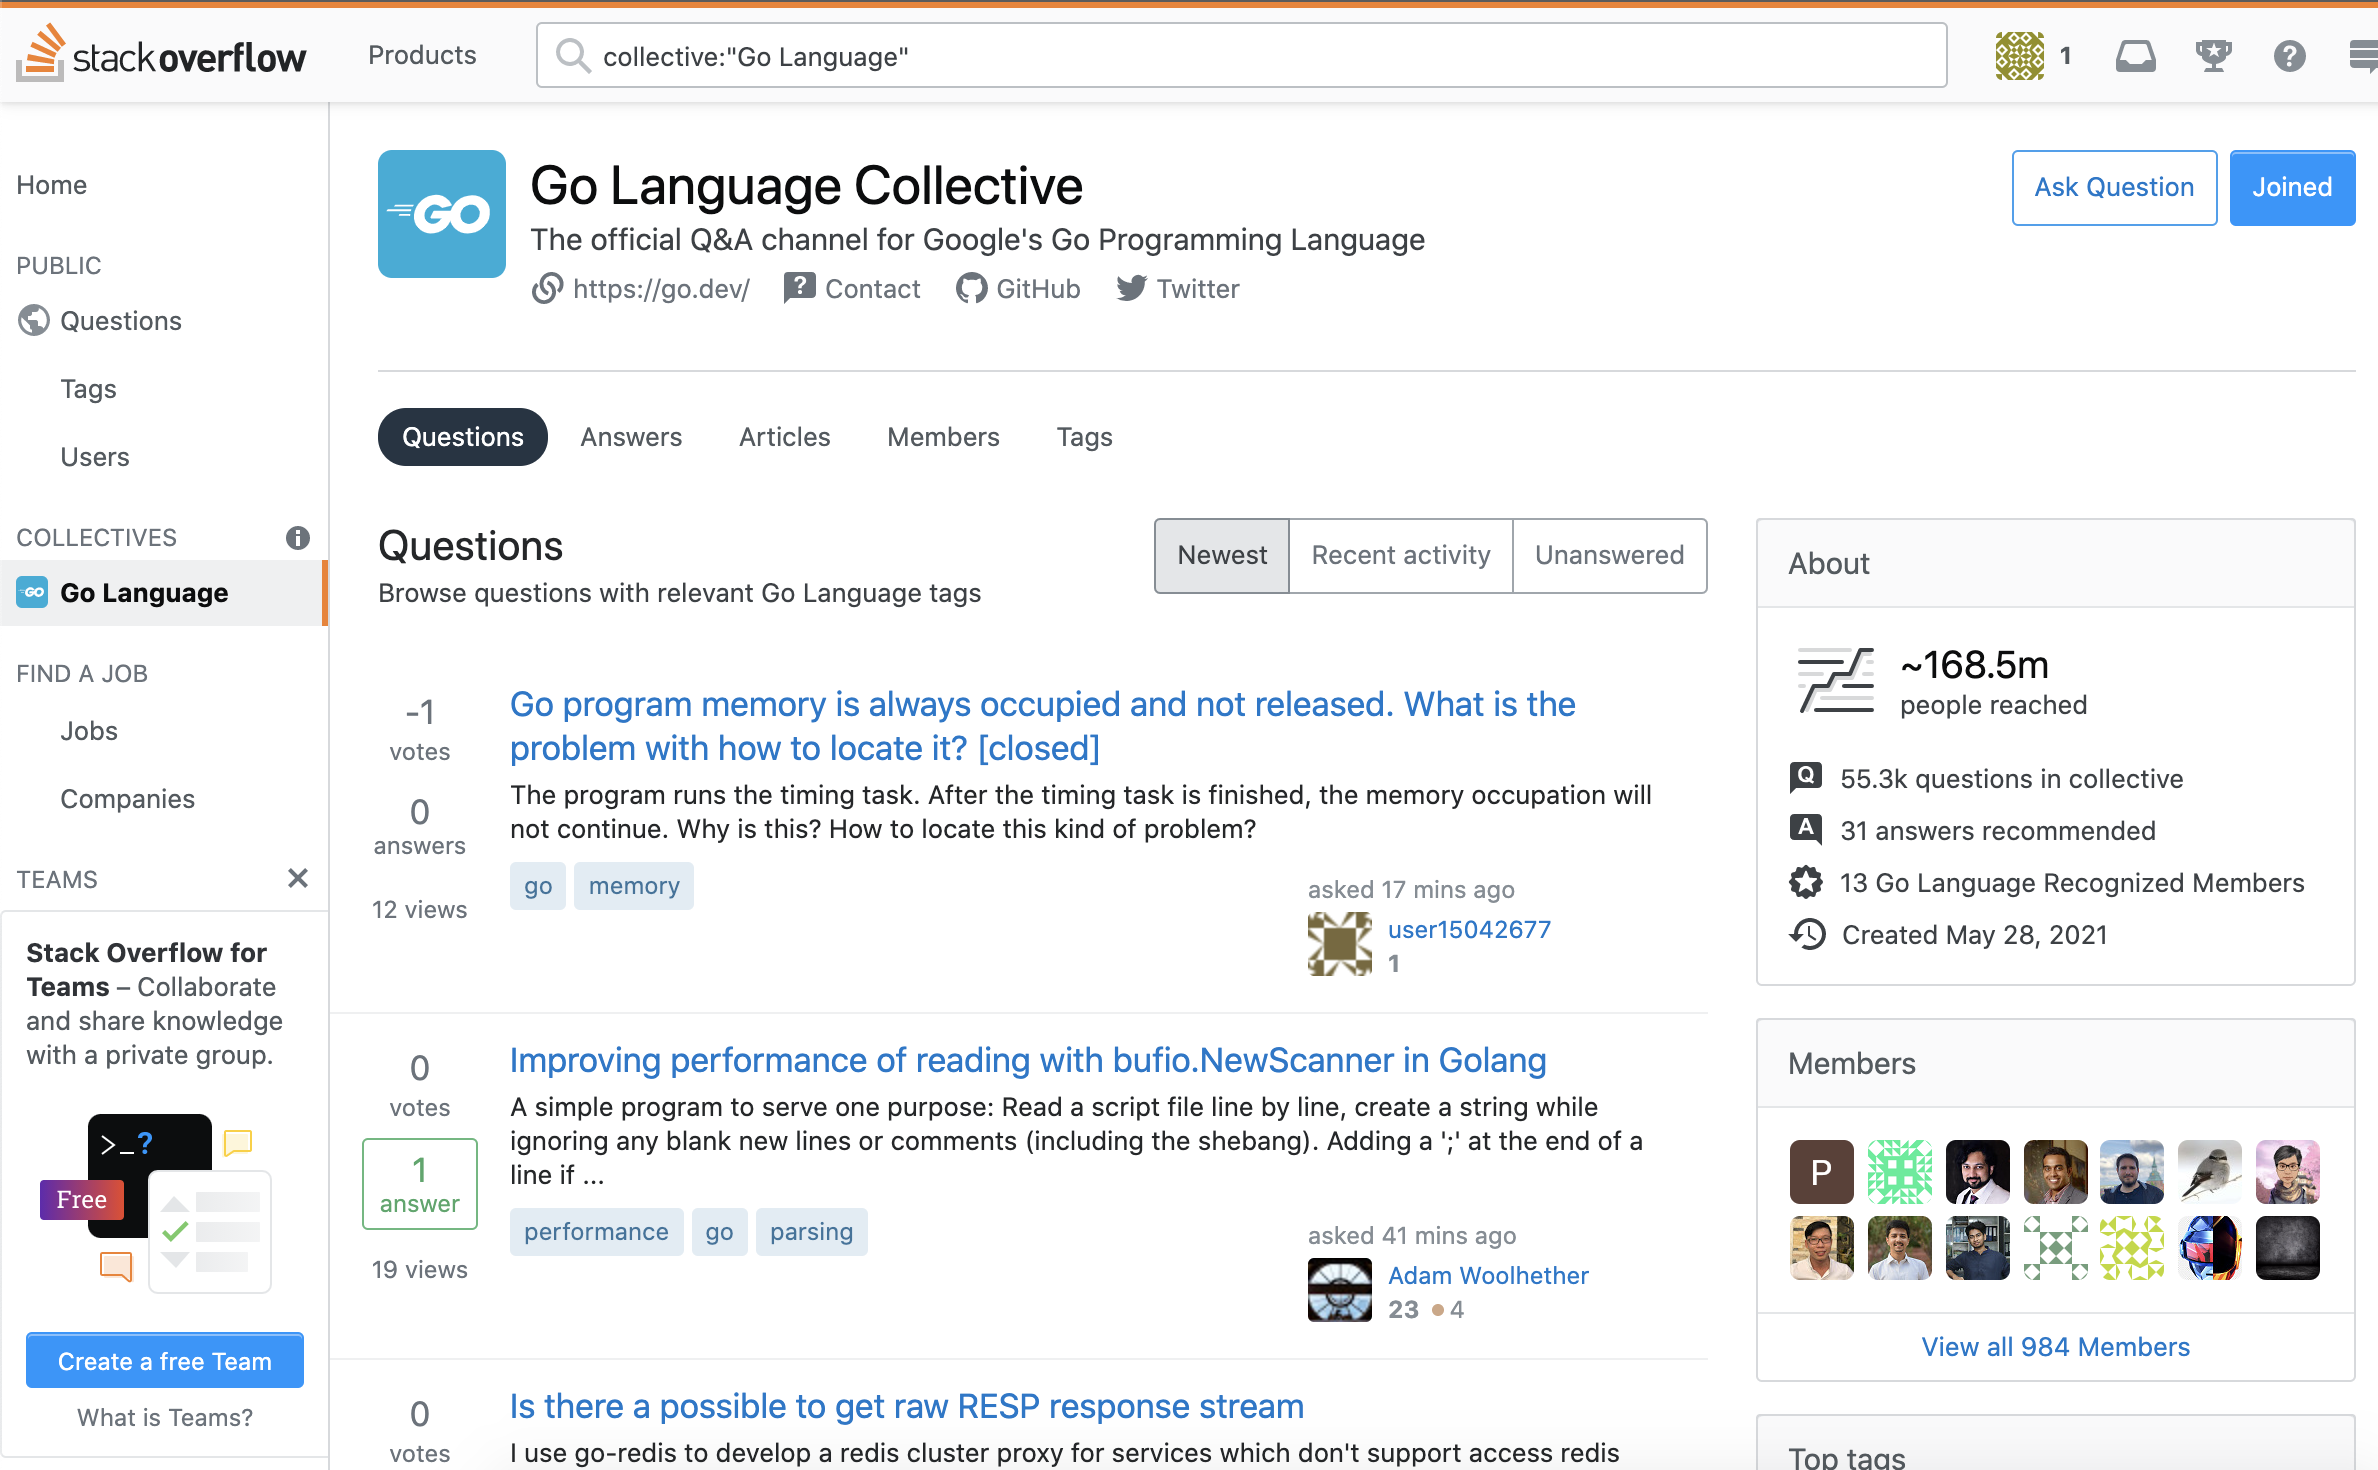 stack overflow
Products
collective:"Go Language"
1
Home
PUBLIC
Questions
Tags
Users
COLLECTIVES
GO
Go Language
FIND A JOB
Jobs
Companies
TEAMS
Stack Overflow for
Teams – Collaborate
and share knowledge
with a private group.
>_?
Free
Create a free Team
What is Teams?
GO
Go Language Collective
The official Q&A channel for Google's Go Programming Language
https://go.dev/ Contact GitHub Twitter
Ask Question
Joined
Questions Answers Articles Members Tags
Questions
Browse questions with relevant Go Language tags
Newest Recent activity Unanswered
-1
votes
0
answers
12 views
Go program memory is always occupied and not released. What is the
problem with how to locate it? [closed]
The program runs the timing task. After the timing task is finished, the memory occupation will
not continue. Why is this? How to locate this kind of problem?
go memory
asked 17 mins ago
user15042677
1
0
votes
1
answer
19 views
Improving performance of reading with bufio.NewScanner in Golang
A simple program to serve one purpose: Read a script file line by line, create a string while
ignoring any blank new lines or comments (including the shebang). Adding a ';' at the end of a
line if ...
performance go parsing
asked 41 mins ago
Adam Woolhether
23 4
0
votes
Is there a possible to get raw RESP response stream
I use go-redis to develop a redis cluster proxy for services which don't support access redis
About
~168.5m
people reached
Q 55.3k questions in collective
A 31 answers recommended
13 Go Language Recognized Members
Created May 28, 2021
Members
P
View all 984 Members
Top tags